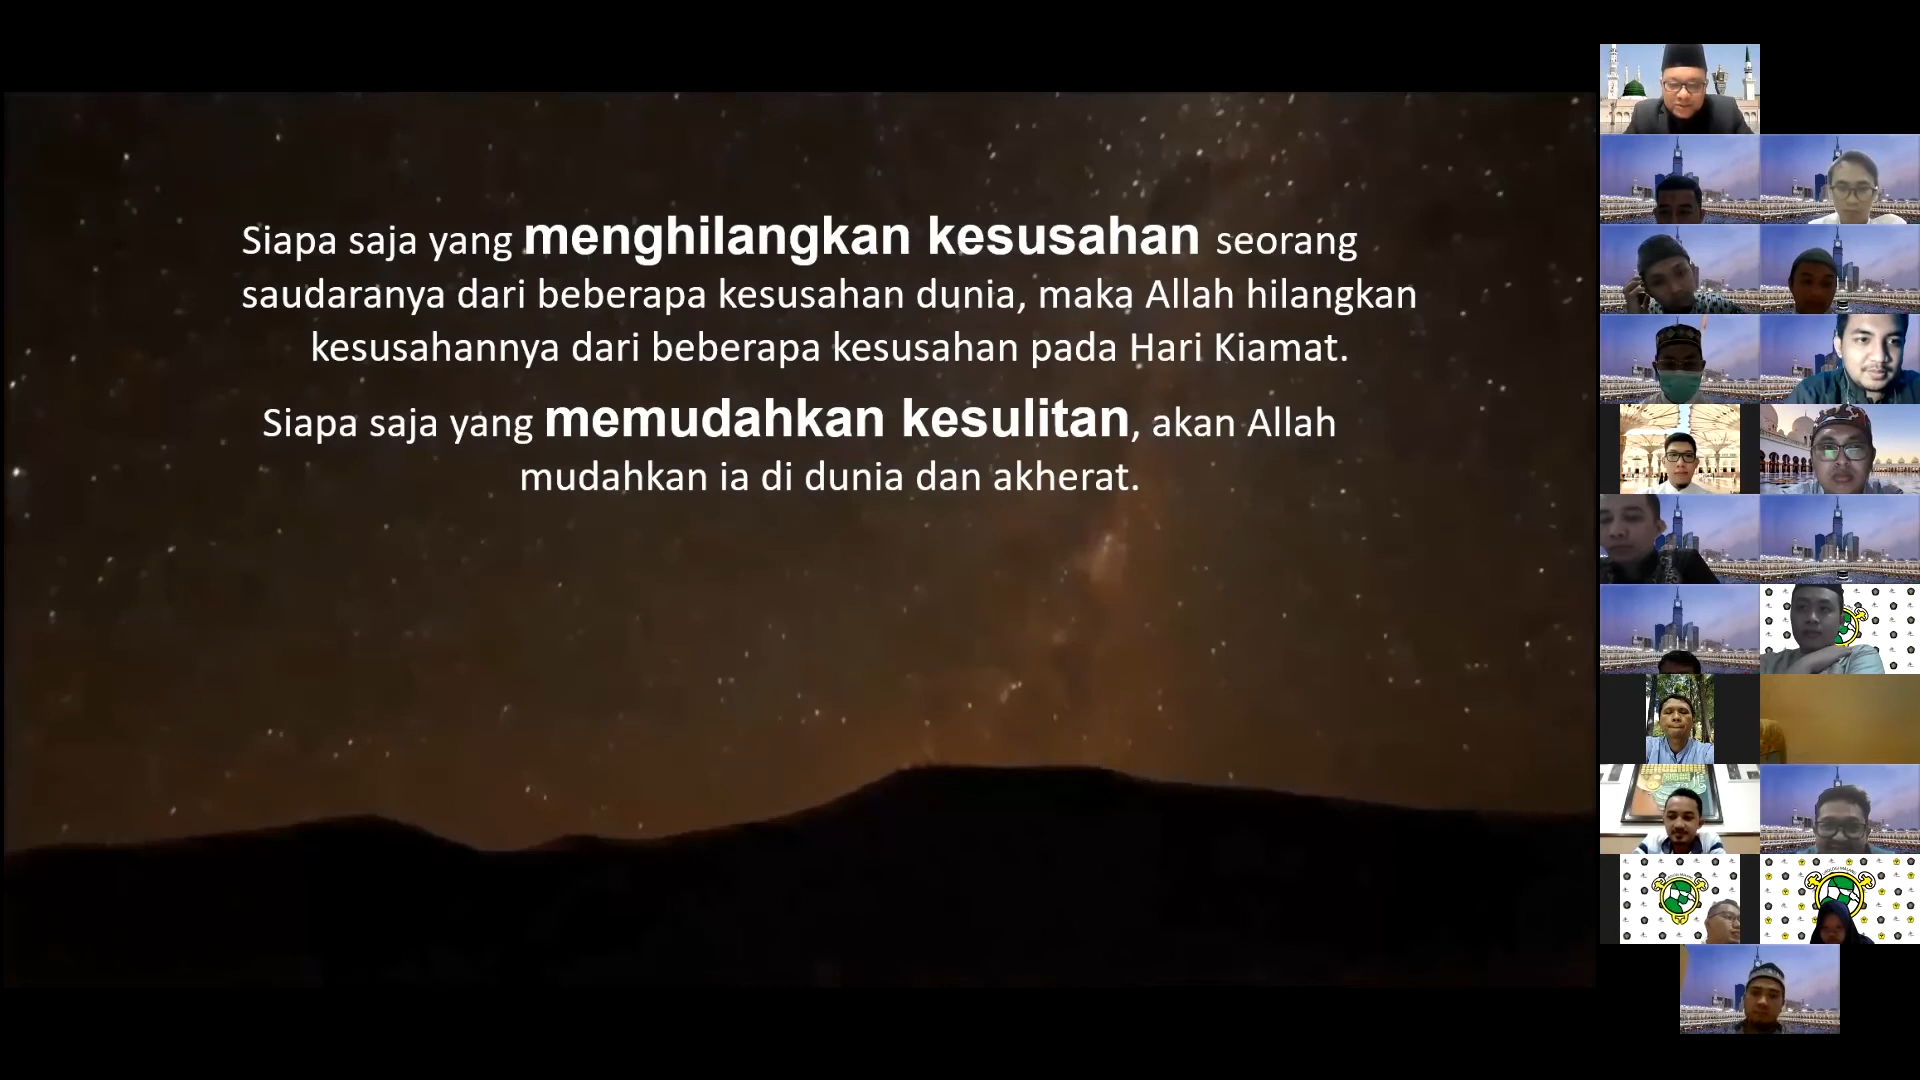 Siapa saja yang menghilangkan kesusahan seorang
saudaranya dari beberapa kesusahan dunia, maka Allah hilangkan
kesusahannya dari beberapa kesusahan pada Hari Kiamat.
Siapa saja yang memudahkan kesulitan, akan Allah
mudahkan ia di dunia dan akherat.